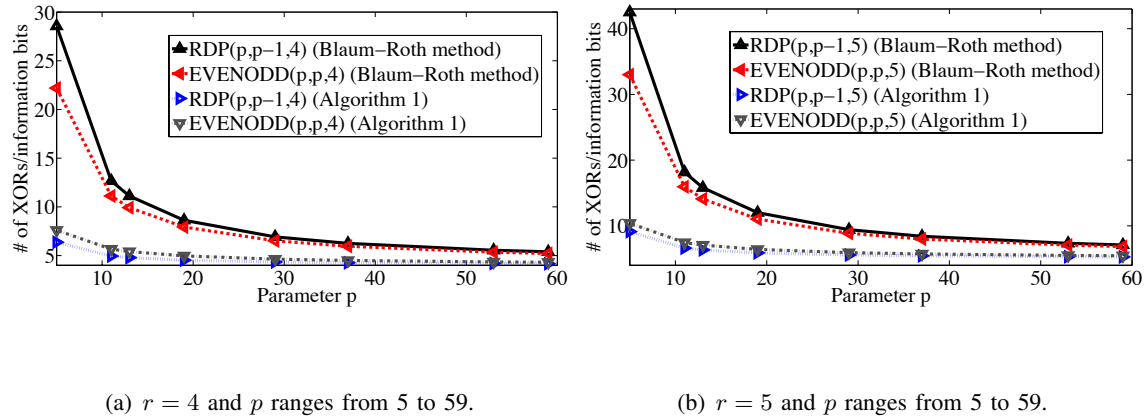 # of XORs/information bits
30
25
20
15
10
5
10
20
30
40
50
60
Parameter p
RDP(p,p−1,4) (Blaum−Roth method)
EVENODD(p,p,4) (Blaum−Roth method)
RDP(p,p−1,4) (Algorithm 1)
EVENODD(p,p,4) (Algorithm 1)
(a) r = 4 and p ranges from 5 to 59.
# of XORs/information bits
40
30
20
10
10
20
30
40
50
60
Parameter p
RDP(p,p−1,5) (Blaum−Roth method)
EVENODD(p,p,5) (Blaum−Roth method)
RDP(p,p−1,5) (Algorithm 1)
EVENODD(p,p,5) (Algorithm 1)
(b) r = 5 and p ranges from 5 to 59.